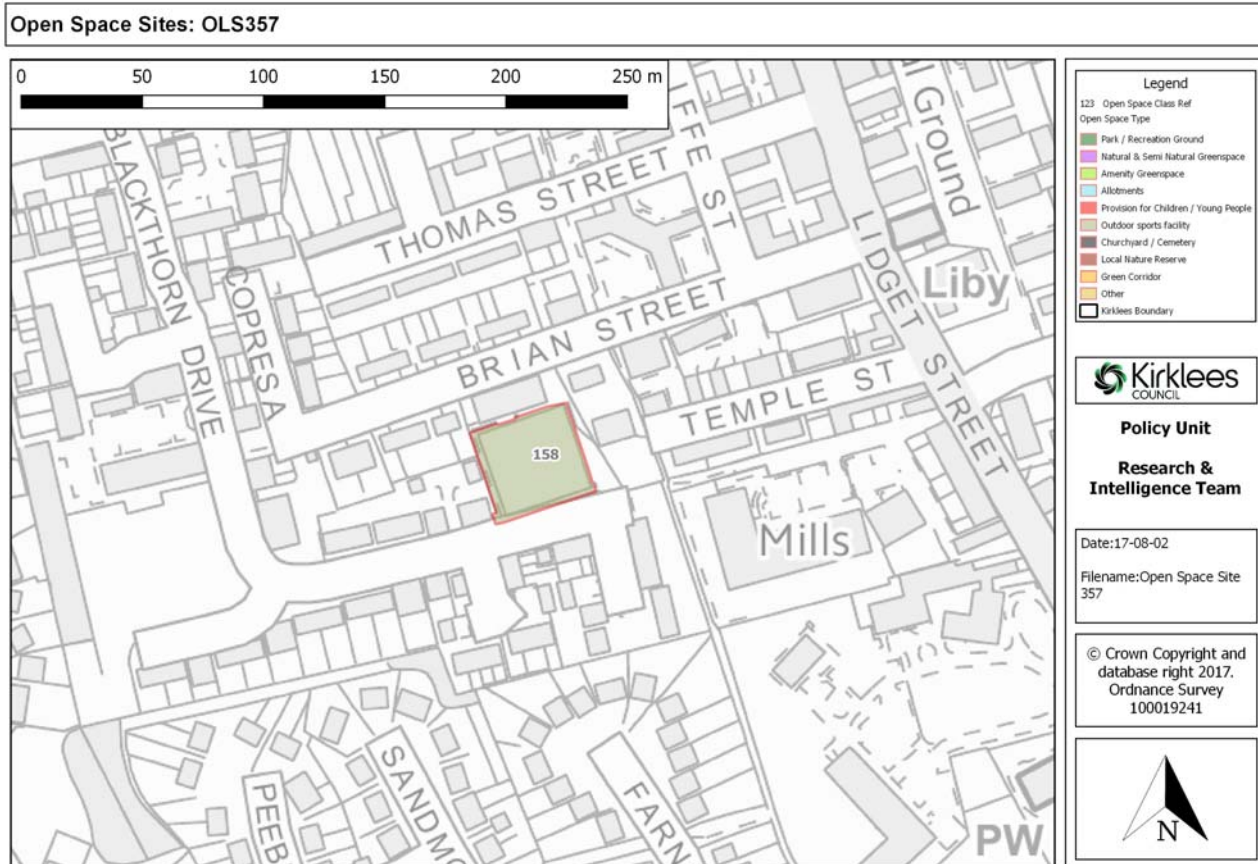 Open Space Sites: OLS357
0 50 100 150 200 250 m
BLACKTHORN DRIVE
COPRESA
THOMAS STREET
IFFE ST
LIDGET STREET
al Ground
Liby
BRIAN STREET
TEMPLE ST
158
Mills
PEEB
SANDMO
FARN
PW
Legend
123 Open Space Class Ref
Open Space Type
Park / Recreation Ground
Natural & Semi Natural Greenspace
Amenity Greenspace
Allotments
Provision for Children / Young People
Outdoor sports facility
Churchyard / Cemetery
Local Nature Reserve
Green Corridor
Other
Kirklees Boundary
Kirklees
COUNCIL
Policy Unit
Research &
Intelligence Team
Date:17-08-02
Filename:Open Space Site
357
© Crown Copyright and
database right 2017.
Ordnance Survey
100019241
N